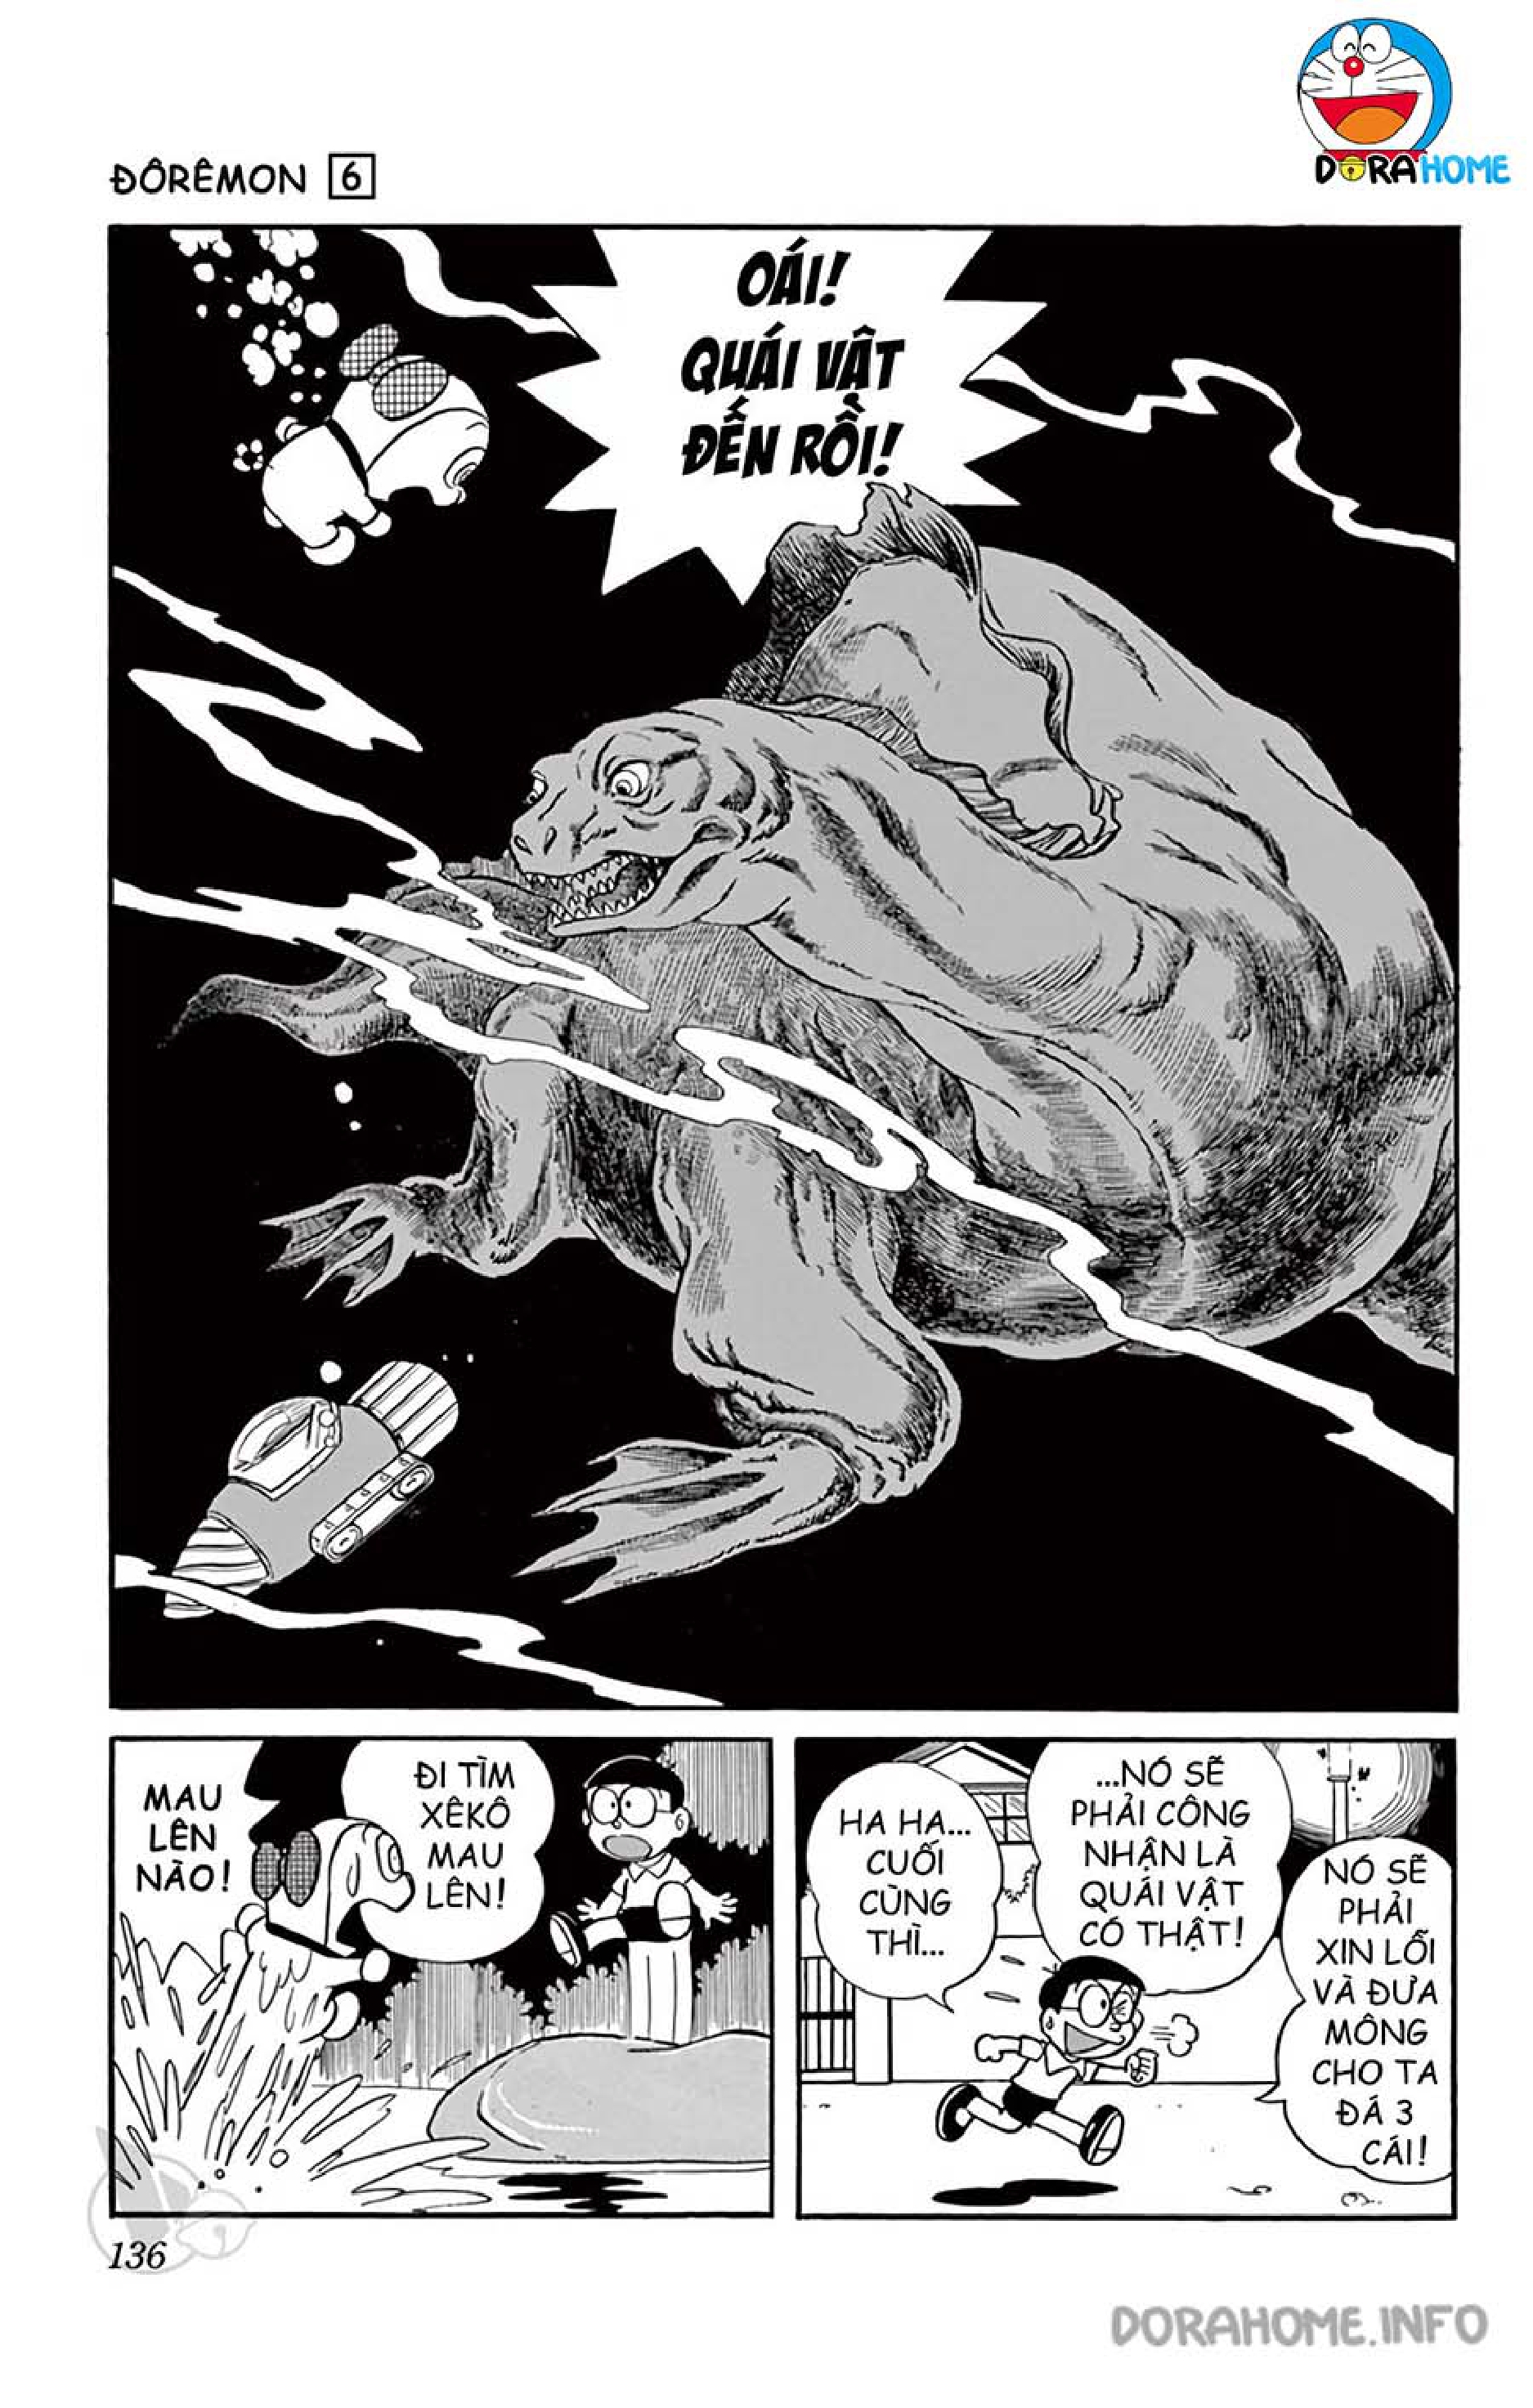 DORAHOME
ĐÔRÊMON 6
OÁI!
QUÁI VẬT
ĐẾN RỒI!
MAU
LÊN
NÀO!
ĐI TÌM
XÊKÔ
MAU
LÊN!
HA HA...
CUỐI
CÙNG
THÌ...
...NÓ SẼ
PHẢI CÔNG
NHẬN LÀ
QUÁI VẬT
CÓ THẬT!
NÓ SẼ
PHẢI
XIN LỖI
VÀ ĐƯA
MÔNG
CHO TA
ĐÁ 3
CÁI!
136
DORAHOME.INFO